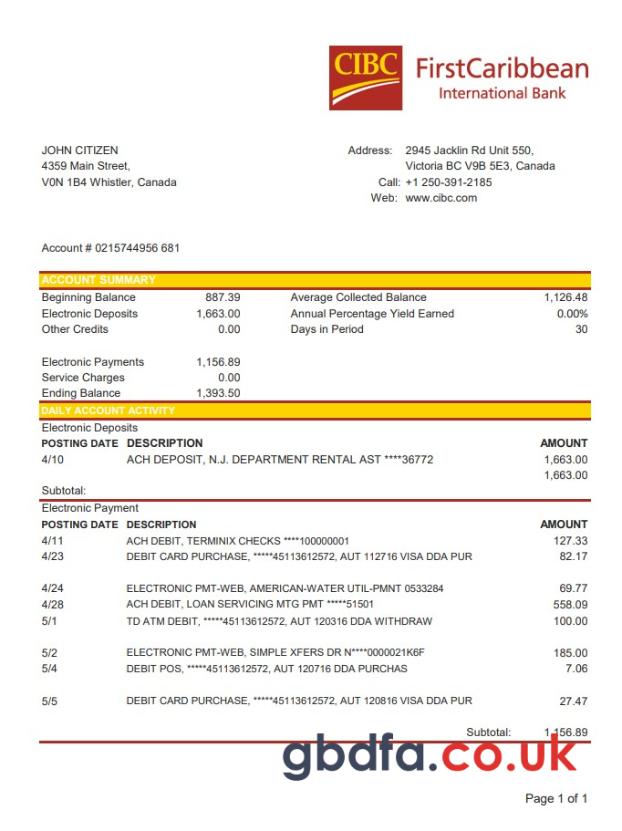 CIBC FirstCaribbean
International Bank
JOHN CITIZEN
4359 Main Street,
V0N 1B4 Whistler, Canada
Address: 2945 Jacklin Rd Unit 550,
Victoria BC V9B 5E3, Canada
Call: +1 250-391-2185
Web: www.cibc.com
Account # 0215744956 681
ACCOUNT SUMMARY
Beginning Balance 887.39 Average Collected Balance 1,126.48
Electronic Deposits 1,663.00 Annual Percentage Yield Earned 0.00%
Other Credits 0.00 Days in Period 30
Electronic Payments 1,156.89
Service Charges 0.00
Ending Balance 1,393.50
DAILY ACCOUNT ACTIVITY
Electronic Deposits
POSTING DATE DESCRIPTION AMOUNT
4/10 ACH DEPOSIT, N.J. DEPARTMENT RENTAL AST ****36772 1,663.00
1,663.00
Subtotal:
Electronic Payment
POSTING DATE DESCRIPTION AMOUNT
4/11 ACH DEBIT, TERMINIX CHECKS ****100000001 127.33
4/23 DEBIT CARD PURCHASE, *****45113612572, AUT 112716 VISA DDA PUR 82.17
4/24 ELECTRONIC PMT-WEB, AMERICAN-WATER UTIL-PMNT 0533284 69.77
4/28 ACH DEBIT, LOAN SERVICING MTG PMT *****51501 558.09
5/1 TD ATM DEBIT, *****45113612572, AUT 120316 DDA WITHDRAW 100.00
5/2 ELECTRONIC PMT-WEB, SIMPLE XFERS DR N****0000021K6F 185.00
5/4 DEBIT POS, *****45113612572, AUT 120716 DDA PURCHAS 7.06
5/5 DEBIT CARD PURCHASE, *****45113612572, AUT 120816 VISA DDA PUR 27.47
Subtotal: 1,156.89
gbdfa.co.uk
Page 1 of 1